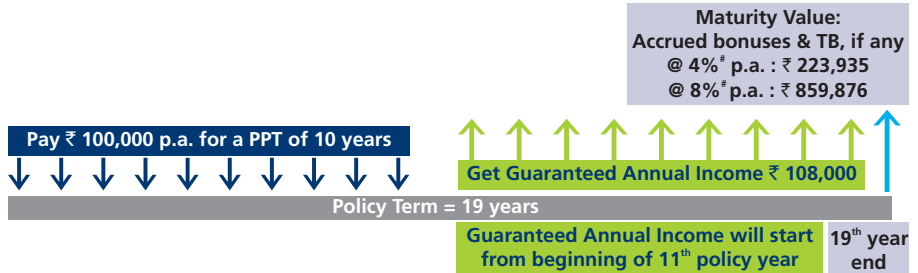 Maturity Value:
Accrued bonuses & TB, if any
@ 4%# p.a. : ₹ 223,935
@ 8%# p.a. : ₹ 859,876
Pay ₹ 100,000 p.a. for a PPT of 10 years
Get Guaranteed Annual Income ₹ 108,000
Policy Term = 19 years
Guaranteed Annual Income will start
from beginning of 11th policy year
19th year
end